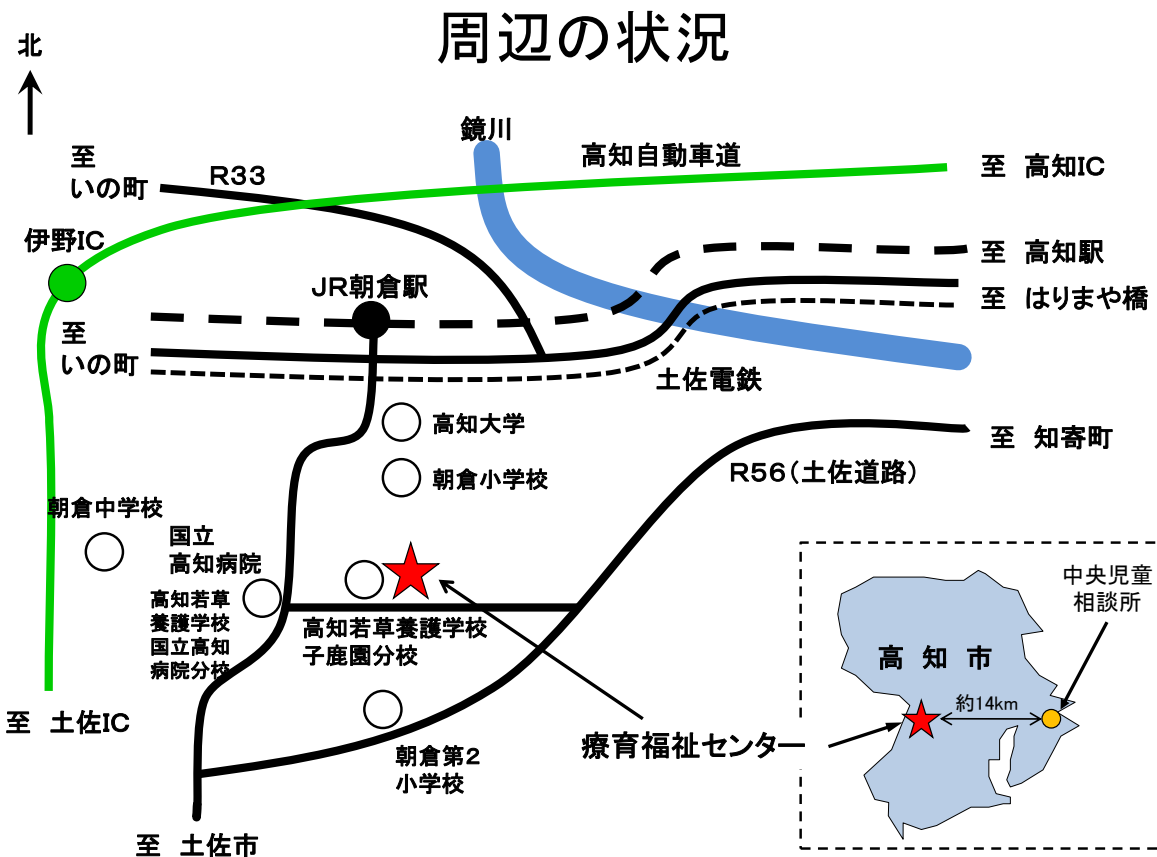 周辺の状況
北
鏡川
高知自動車道
至
いの町
R33
至 高知IC
伊野IC
至 高知駅
JR朝倉駅
至 はりまや橋
至
いの町
土佐電鉄
高知大学
至 知寄町
朝倉小学校
R56(土佐道路)
朝倉中学校
国立
高知病院
高知若草
養護学校
国立高知
病院分校
高知若草養護学校
子鹿園分校
中央児童
相談所
高知市
約14km
至 土佐IC
療育福祉センター
朝倉第2
小学校
至 土佐市